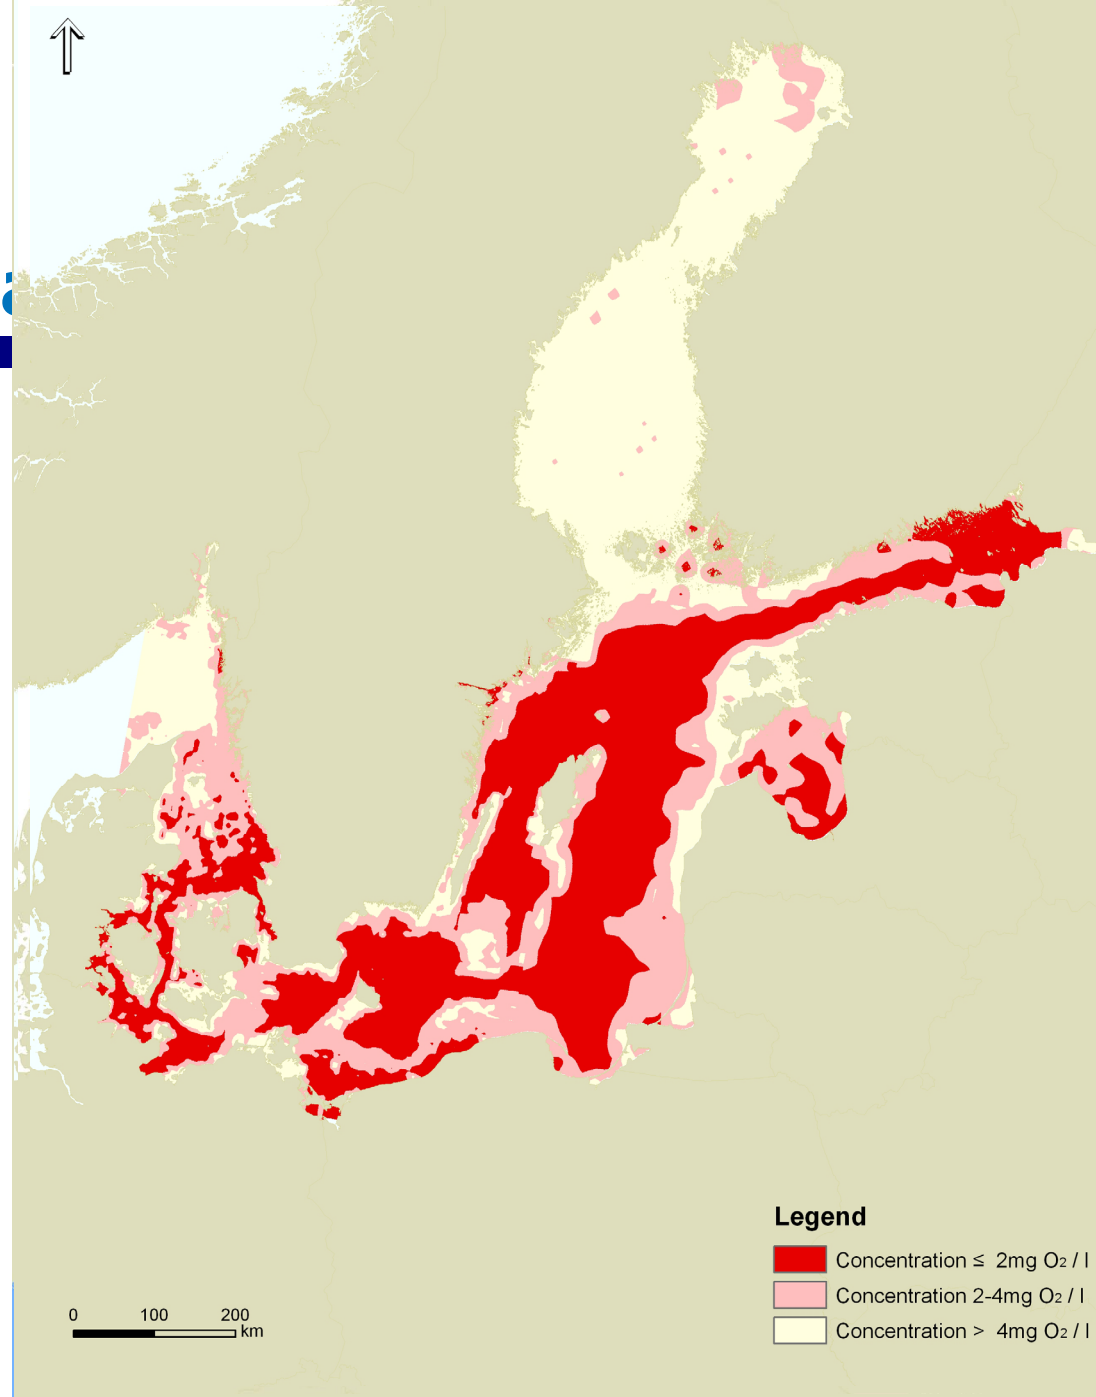 a
Legend
Concentration ≤ 2mg O₂ / l
Concentration 2-4mg O₂ / l
Concentration > 4mg O₂ / l
0 100 200
km